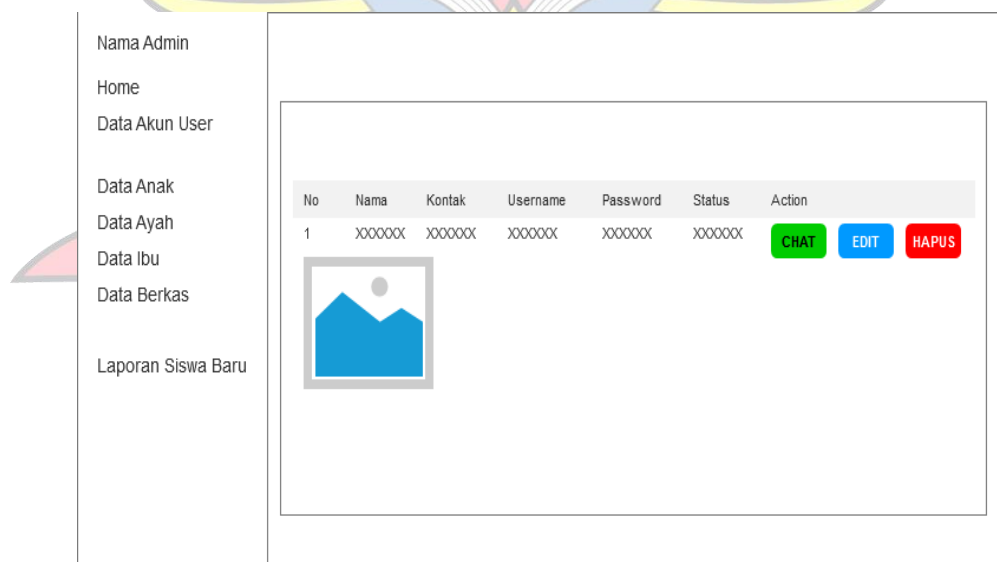 Nama Admin
Home
Data Akun User
Data Anak
Data Ayah
Data Ibu
Data Berkas
Laporan Siswa Baru
No Nama Kontak Username Password Status Action
1 XXXXXX XXXXXX XXXXXX XXXXXX XXXXXX CHAT EDIT HAPUS